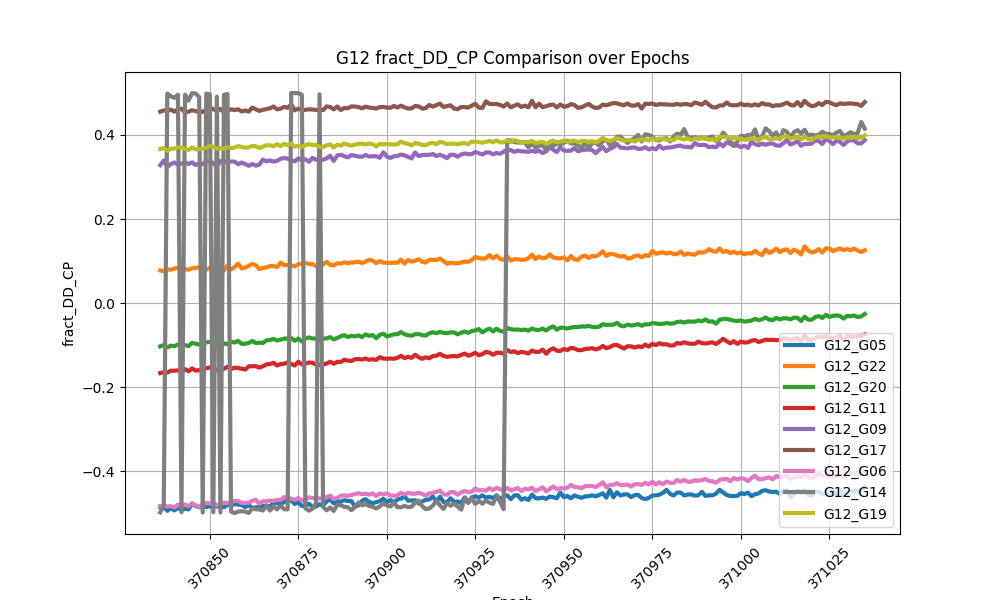 G12 fract_DD_CP Comparison over Epochs
fract_DD_CP
0.4
0.2
0.0
−0.2
−0.4
370850
370875
370900
370925
370950
370975
371000
371025
Epoch
G12_G05
G12_G22
G12_G20
G12_G11
G12_G09
G12_G17
G12_G06
G12_G14
G12_G19